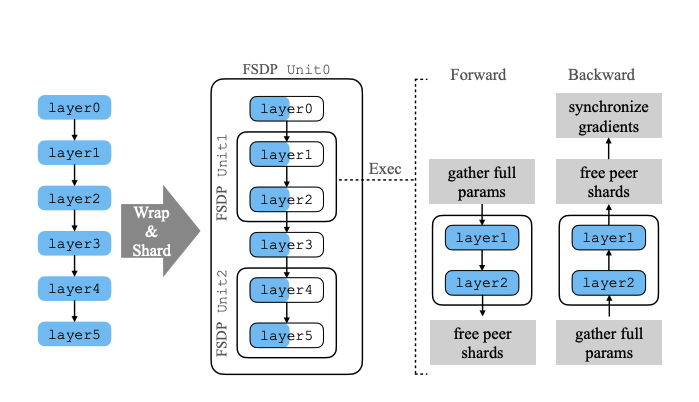 layer0
layer1
layer2
layer3
layer4
layer5
Wrap
&
Shard
FSDP Unit0
layer0
FSDP Unit1
layer1
layer2
layer3
FSDP Unit2
layer4
layer5
Exec
Forward
gather full
params
layer1
layer2
free peer
shards
Backward
synchronize
gradients
free peer
shards
layer1
layer2
gather full
params